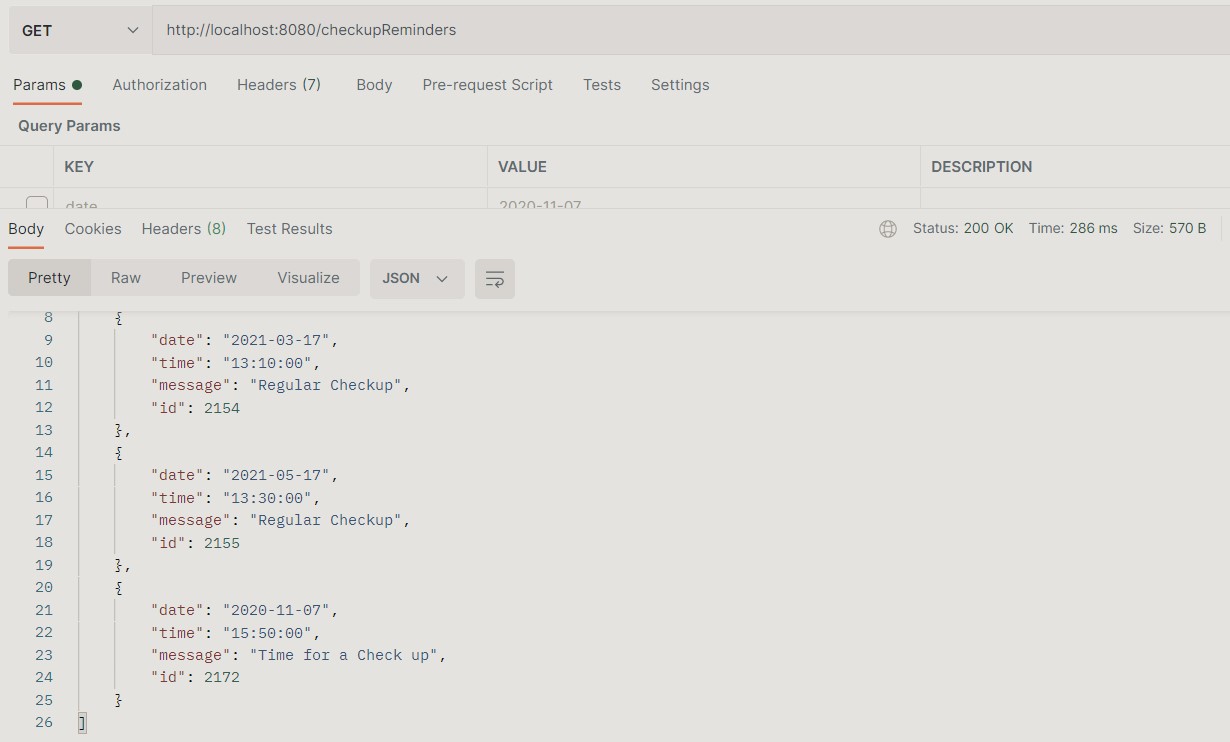 GET http://localhost:8080/checkupReminders
Params Authorization Headers (7) Body Pre-request Script Tests Settings
Query Params
KEY VALUE DESCRIPTION
date 2020-11-07
Body Cookies Headers (8) Test Results Status: 200 OK Time: 286 ms Size: 570 B
Pretty Raw Preview Visualize JSON
8 {
9 "date": "2021-03-17",
10 "time": "13:10:00",
11 "message": "Regular Checkup",
12 "id": 2154
13 },
14 {
15 "date": "2021-05-17",
16 "time": "13:30:00",
17 "message": "Regular Checkup",
18 "id": 2155
19 },
20 {
21 "date": "2020-11-07",
22 "time": "15:50:00",
23 "message": "Time for a Check up",
24 "id": 2172
25 }
26 ]